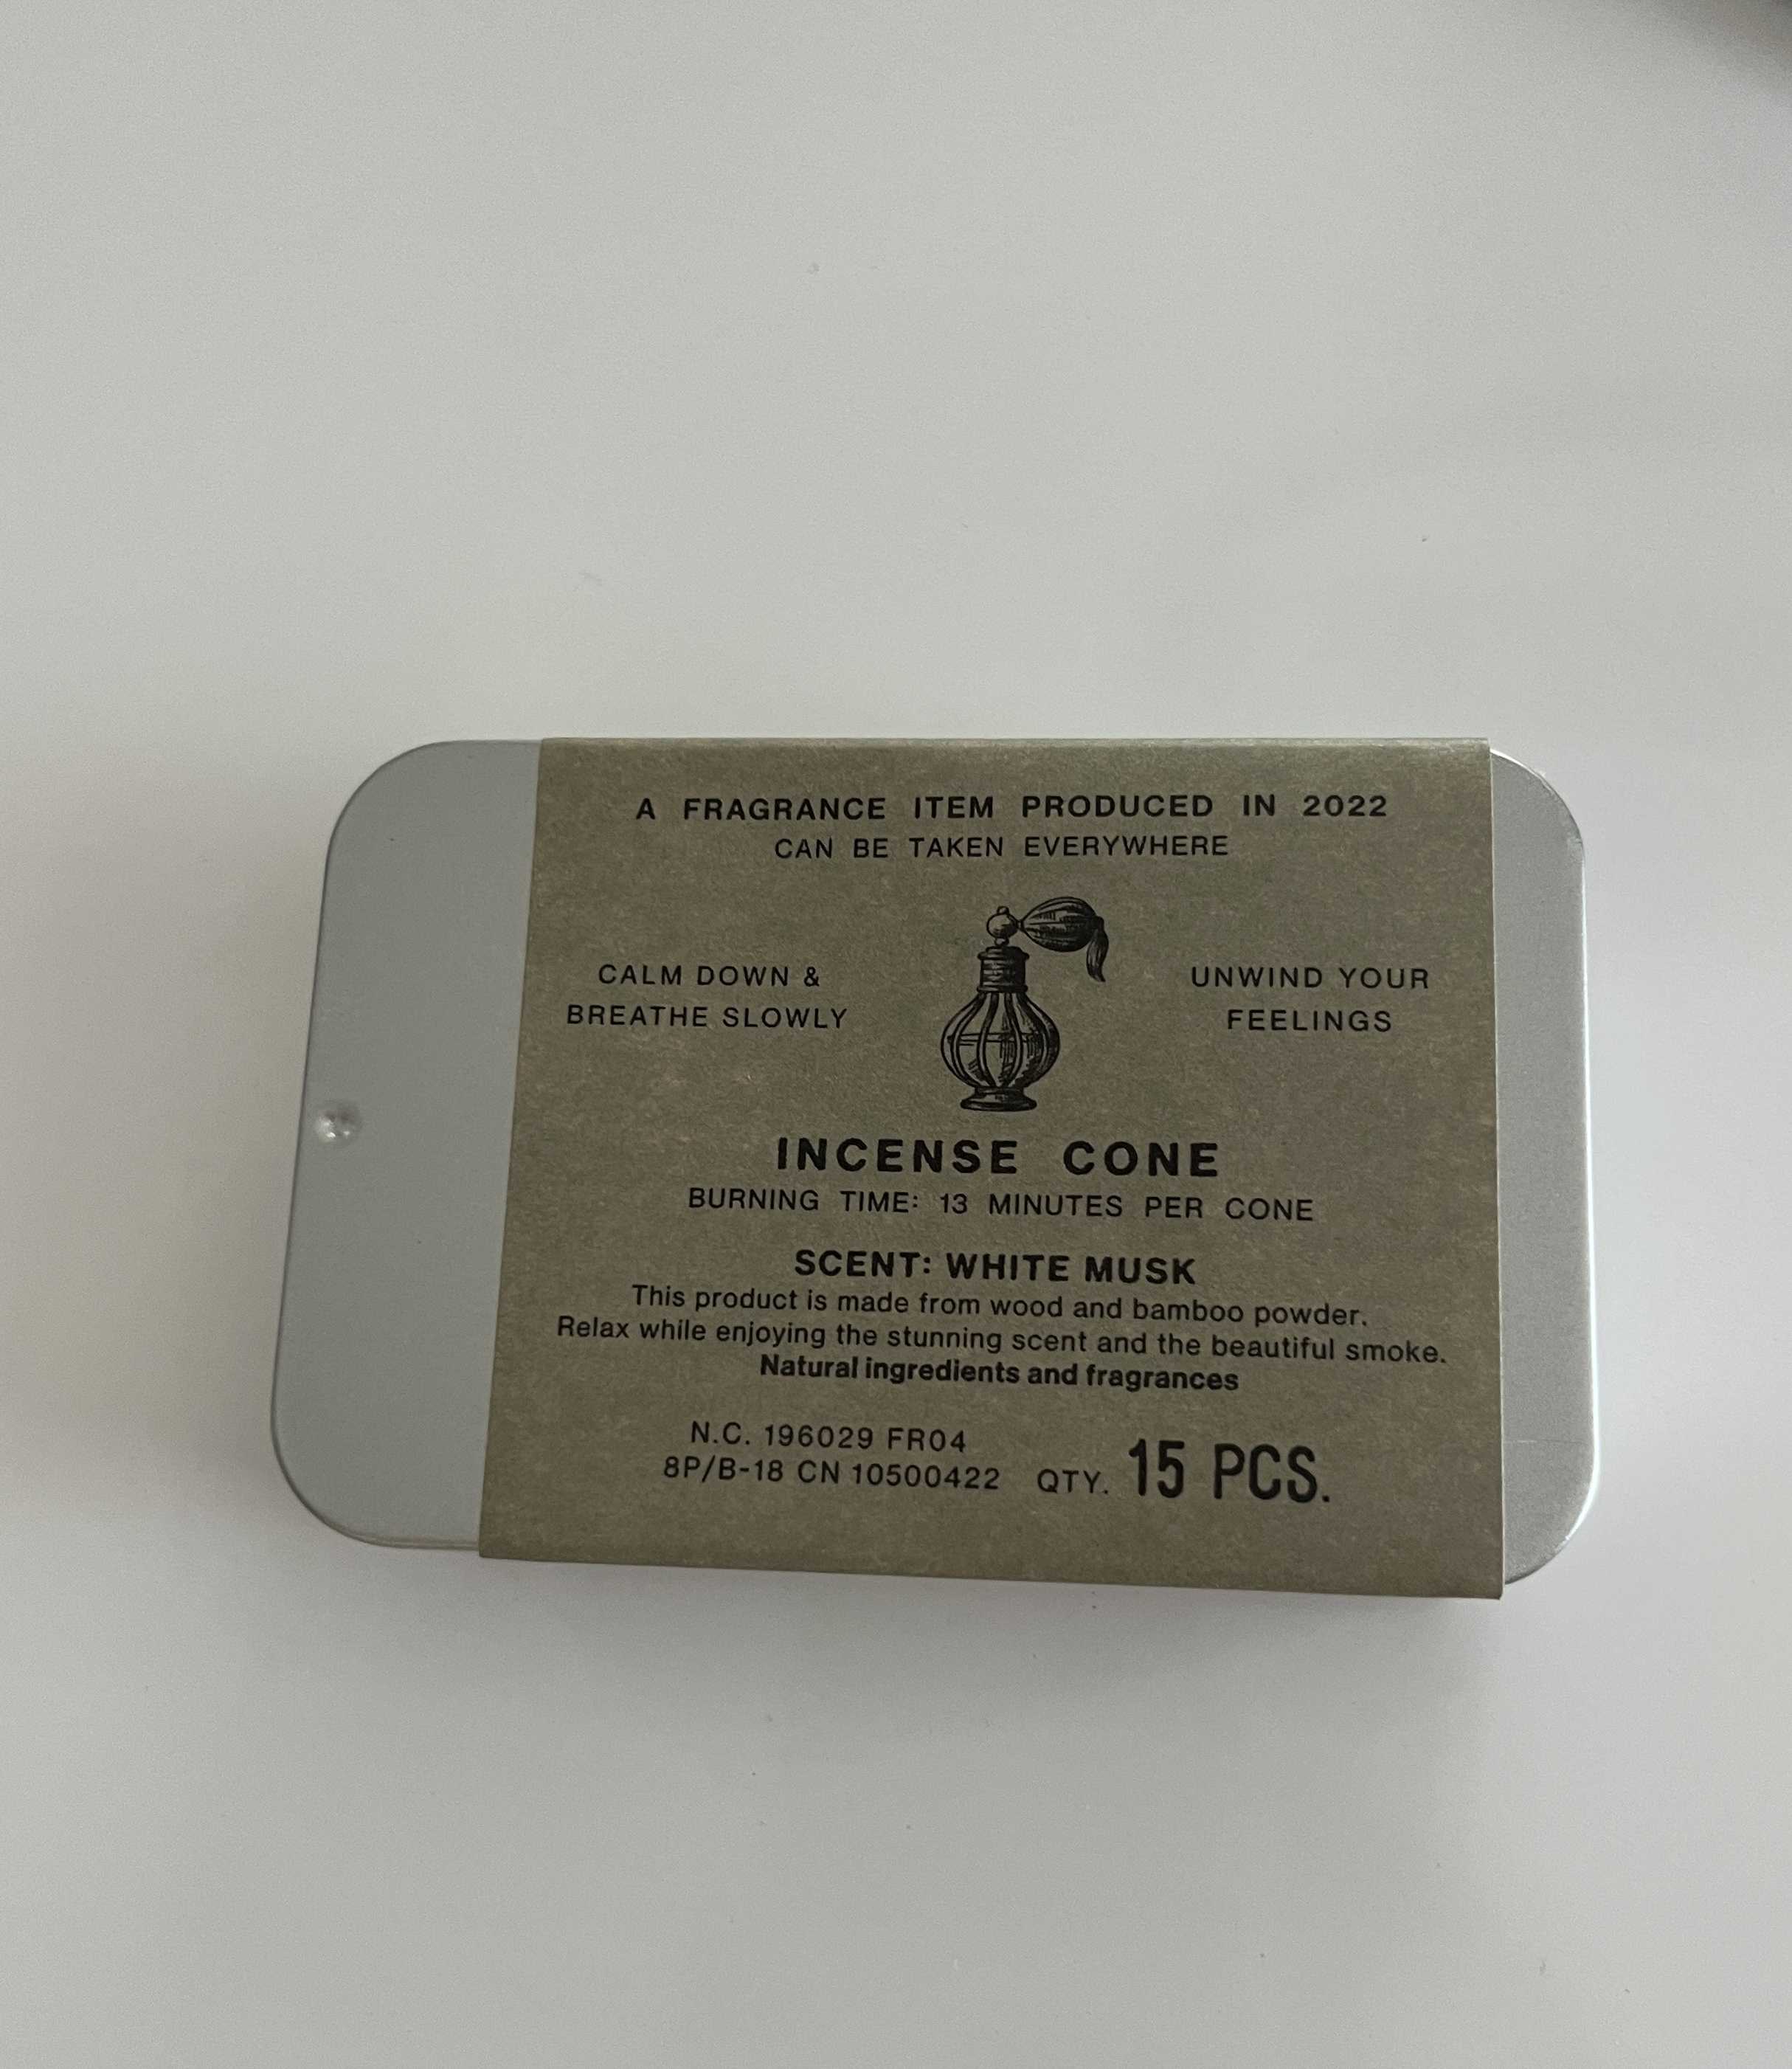 A FRAGRANCE ITEM PRODUCED IN 2022
CAN BE TAKEN EVERYWHERE
CALM DOWN &
BREATHE SLOWLY
UNWIND YOUR
FEELINGS
INCENSE CONE
BURNING TIME: 13 MINUTES PER CONE
SCENT: WHITE MUSK
This product is made from wood and bamboo powder.
Relax while enjoying the stunning scent and the beautiful smoke.
Natural ingredients and fragrances
N.C. 196029 FR04
8P/B-18 CN 10500422
QTY. 15 PCS.